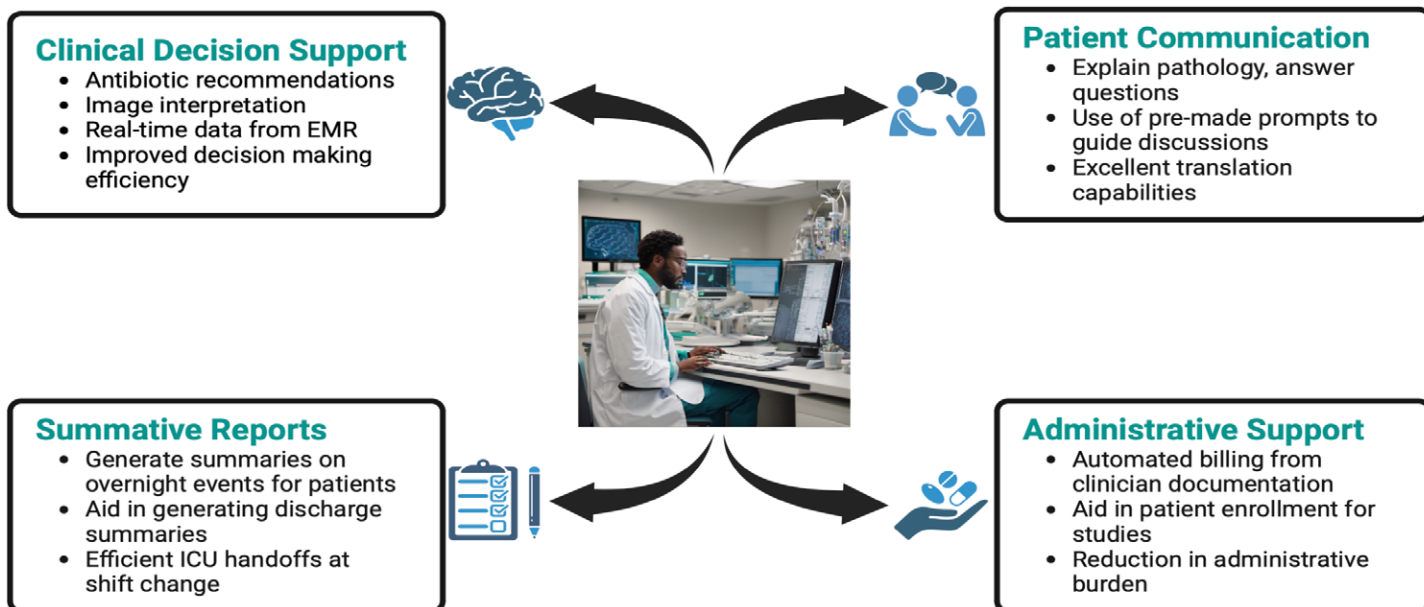 Clinical Decision Support
• Antibiotic recommendations
• Image interpretation
• Real-time data from EMR
• Improved decision making
efficiency
Patient Communication
• Explain pathology, answer
questions
• Use of pre-made prompts to
guide discussions
• Excellent translation
capabilities
Summative Reports
• Generate summaries on
overnight events for patients
• Aid in generating discharge
summaries
• Efficient ICU handoffs at
shift change
Administrative Support
• Automated billing from
clinician documentation
• Aid in patient enrollment for
studies
• Reduction in administrative
burden